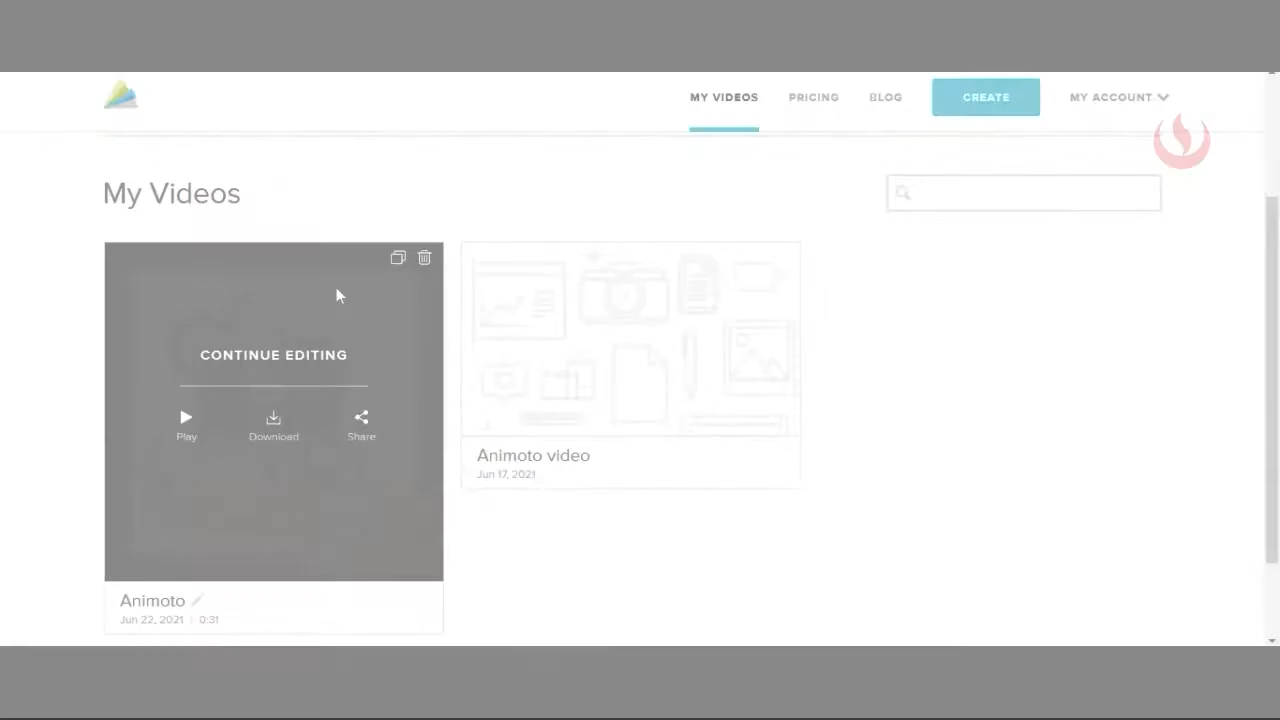 MY VIDEOS
PRICING
BLOG
CREATE
MY ACCOUNT
My Videos
CONTINUE EDITING
Play
Download
Share
Animoto
Jun 22, 2021 | 0:31
Animoto video
Jun 17, 2021